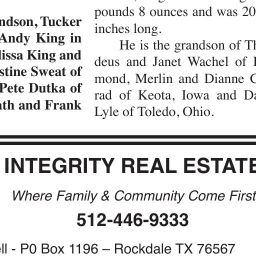 ndson, Tucker
Andy King in
lissa King and
stine Sweat of
Pete Dutka of
ath and Frank
pounds 8 ounces and was 20
inches long.
He is the grandson of Th
deus and Janet Wachel of
mond, Merlin and Dianne C
rad of Keota, Iowa and Da
Lyle of Toledo, Ohio.
INTEGRITY REAL ESTATE
Where Family & Community Come First
512-446-9333
ell - P0 Box 1196 – Rockdale TX 76567